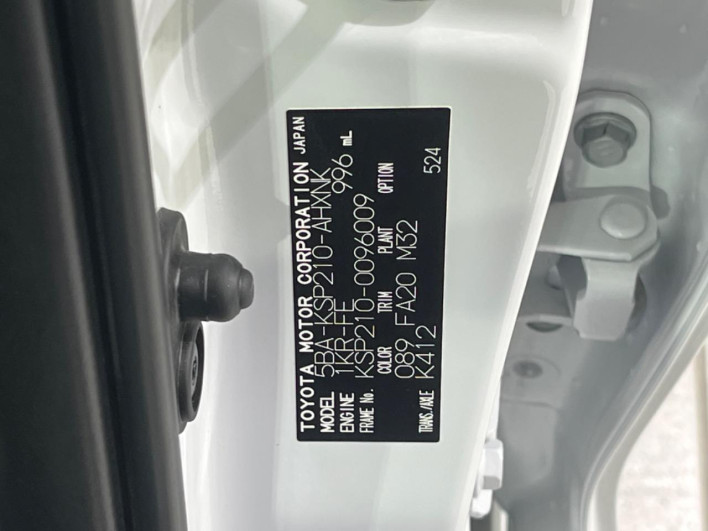 TOYOTA MOTOR CORPORATION JAPAN
MODEL 5BA-KSP210-AHXNK
ENGINE 1KR-FE 996 mL
FRAME No. KSP210-0096009
COLOR TRIM PLANT OPTION
089 FA20 M32
TRANS./AXLE K412 524